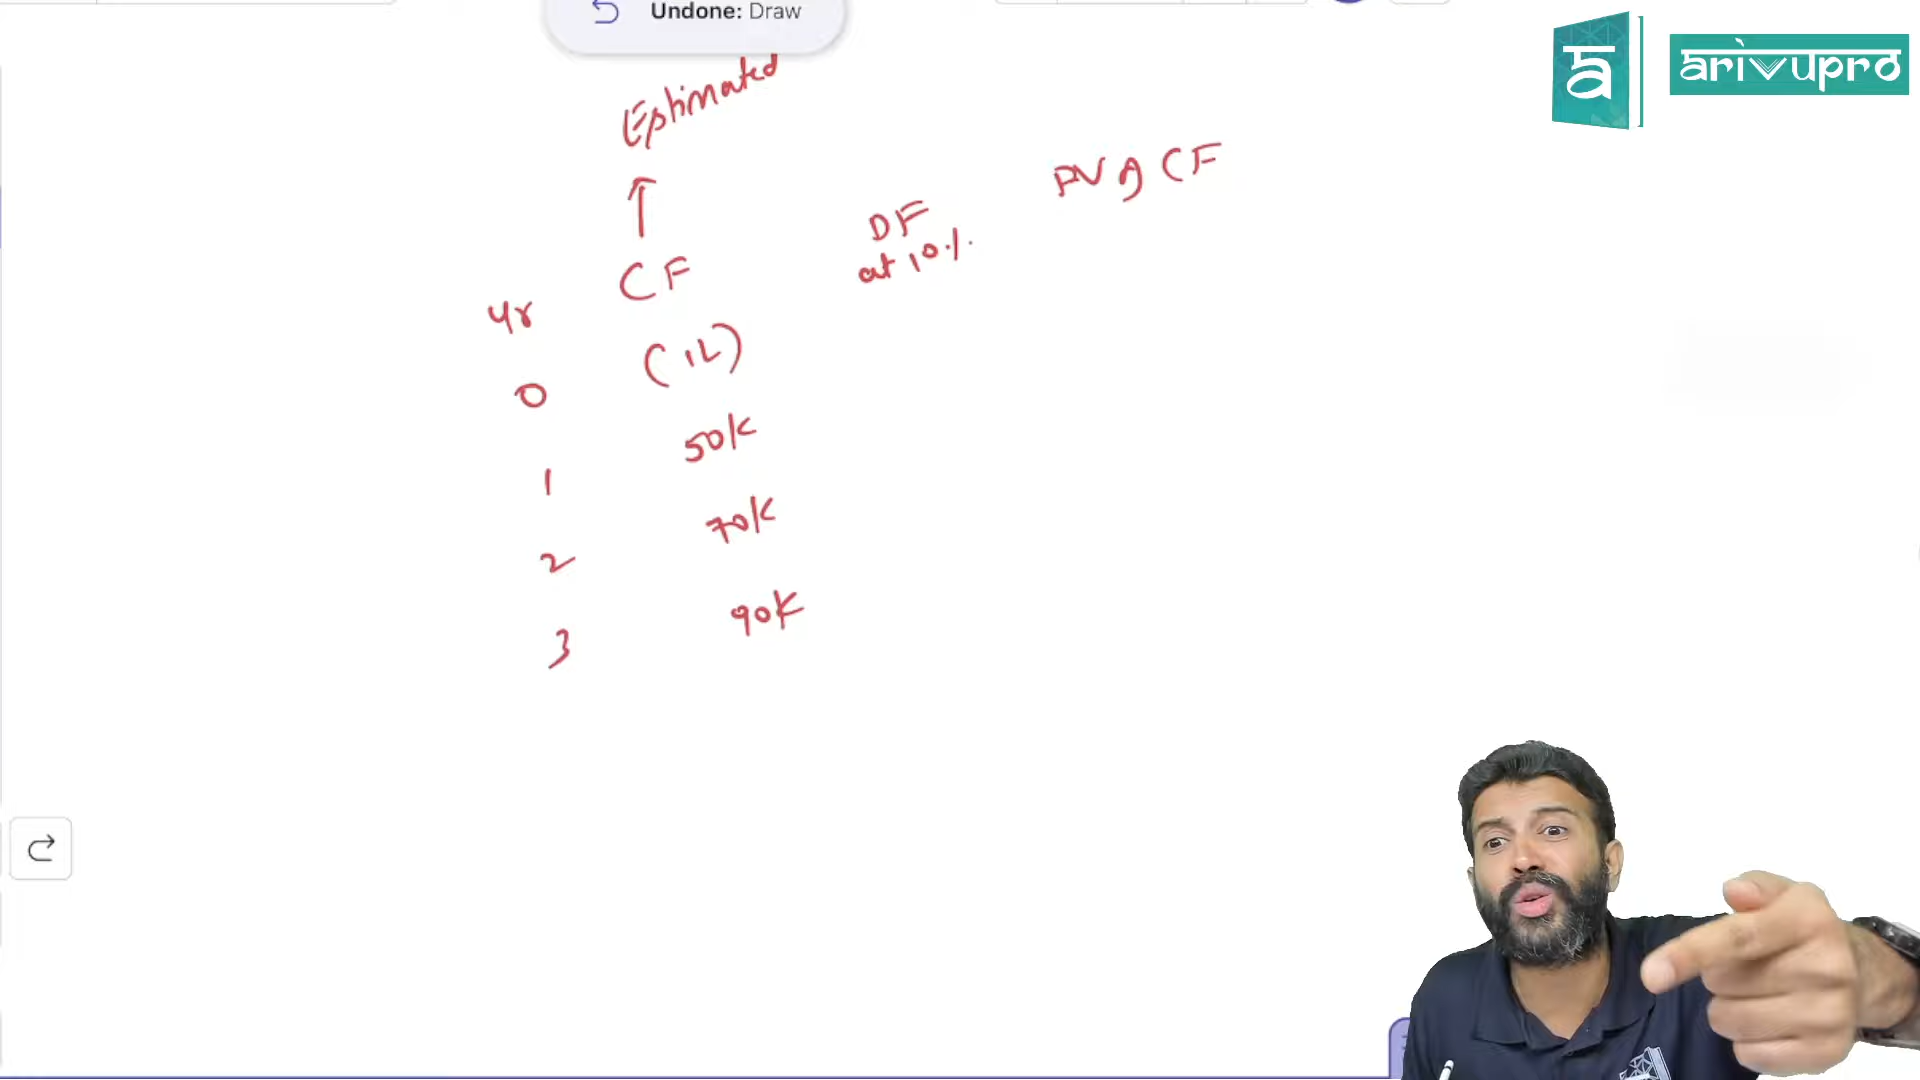 Undone: Draw
arivupro
Estimated
PV of CF
DF
at 10%
CF
Yr
(1L)
0
50K
1
70K
2
90K
3